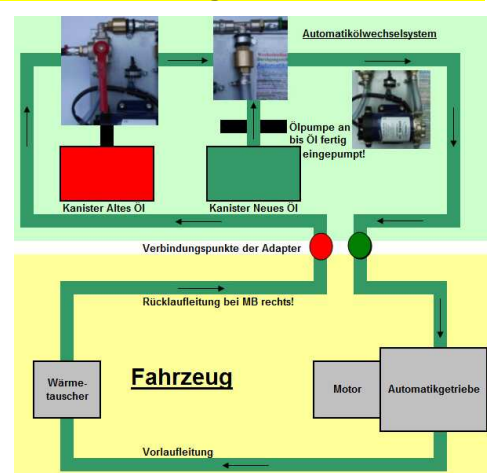 Automatikölwechselsystem
Ölpumpe an
bis Öl fertig
eingepumpt!
Kanister Altes Öl
Kanister Neues Öl
Verbindungspunkte der Adapter
Rücklaufleitung bei MB rechts!
Wärme-
tauscher
Fahrzeug
Motor
Automatikgetriebe
Vorlaufleitung